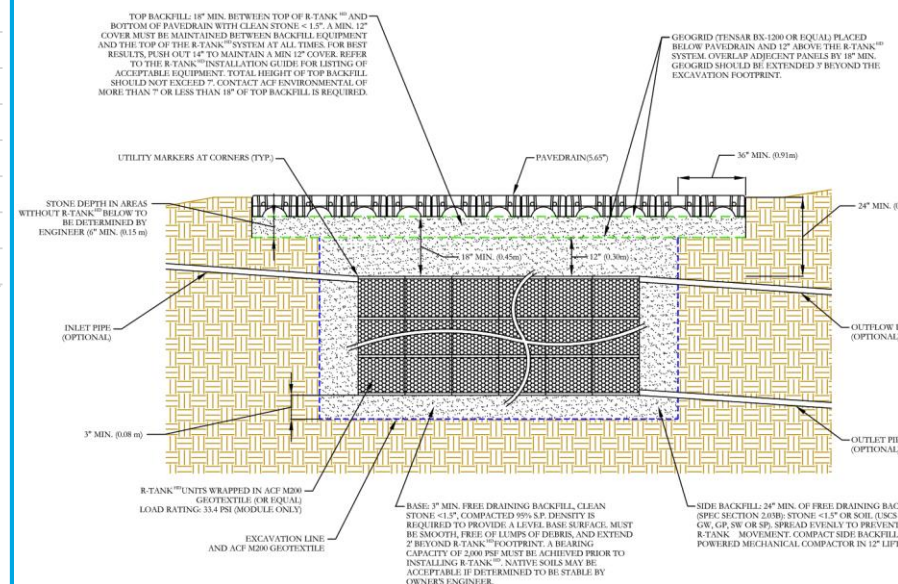 TOP BACKFILL: 18" MIN. BETWEEN TOP OF R-TANK HD AND
BOTTOM OF PAVEDRAIN WITH CLEAN STONE < 1.5". A MIN. 12"
COVER MUST BE MAINTAINED BETWEEN BACKFILL EQUIPMENT
AND THE TOP OF THE R-TANK HD SYSTEM AT ALL TIMES. FOR BEST
RESULTS, PUSH OUT 14" TO MAINTAIN A MIN 12" COVER. REFER
TO THE R-TANK HD INSTALLATION GUIDE FOR LISTING OF
ACCEPTABLE EQUIPMENT. TOTAL HEIGHT OF TOP BACKFILL
SHOULD NOT EXCEED 7'. CONTACT ACF ENVIRONMENTAL OF
MORE THAN 7' OR LESS THAN 18" OF TOP BACKFILL IS REQUIRED.
GEOGRID (TENSAR BX-1200 OR EQUAL) PLACED
BELOW PAVEDRAIN AND 12" ABOVE THE R-TANK HD
SYSTEM. OVERLAP ADJECENT PANELS BY 18" MIN.
GEOGRID SHOULD BE EXTENDED 3' BEYOND THE
EXCAVATION FOOTPRINT.
UTILITY MARKERS AT CORNERS (TYP.)
PAVEDRAIN(5.65")
36" MIN. (0.91m)
STONE DEPTH IN AREAS
WITHOUT R-TANK HD BELOW TO
BE DETERMINED BY
ENGINEER (6" MIN. (0.15 m)
24" MIN. (0
18" MIN. (0.45m)
12" (0.30m)
INLET PIPE
(OPTIONAL)
OUTFLOW
(OPTIONAL
3" MIN. (0.08 m)
OUTLET PIP
(OPTIONAL
R-TANK HD UNITS WRAPPED IN ACF M200
GEOTEXTILE (OR EQUAL)
LOAD RATING: 33.4 PSI (MODULE ONLY)
EXCAVATION LINE
AND ACF M200 GEOTEXTILE
BASE: 3" MIN. FREE DRAINING BACKFILL, CLEAN
STONE <1.5", COMPACTED 95% S.P. DENSITY IS
REQUIRED TO PROVIDE A LEVEL BASE SURFACE. MUST
BE SMOOTH, FREE OF LUMPS OF DEBRIS, AND EXTEND
2' BEYOND R-TANK HD FOOTPRINT. A BEARING
CAPACITY OF 2,000 PSF MUST BE ACHIEVED PRIOR TO
INSTALLING R-TANK HD. NATIVE SOILS MAY BE
ACCEPTABLE IF DETERMINED TO BE STABLE BY
OWNER'S ENGINEER.
SIDE BACKFILL: 24" MIN. OF FREE DRAINING BAC
(SPEC SECTION 2.03B): STONE <1.5" OR SOIL (USCS
GW, GP, SW OR SP). SPREAD EVENLY TO PREVENT
R-TANK MOVEMENT. COMPACT SIDE BACKFILL
POWERED MECHANICAL COMPACTOR IN 12" LIFT